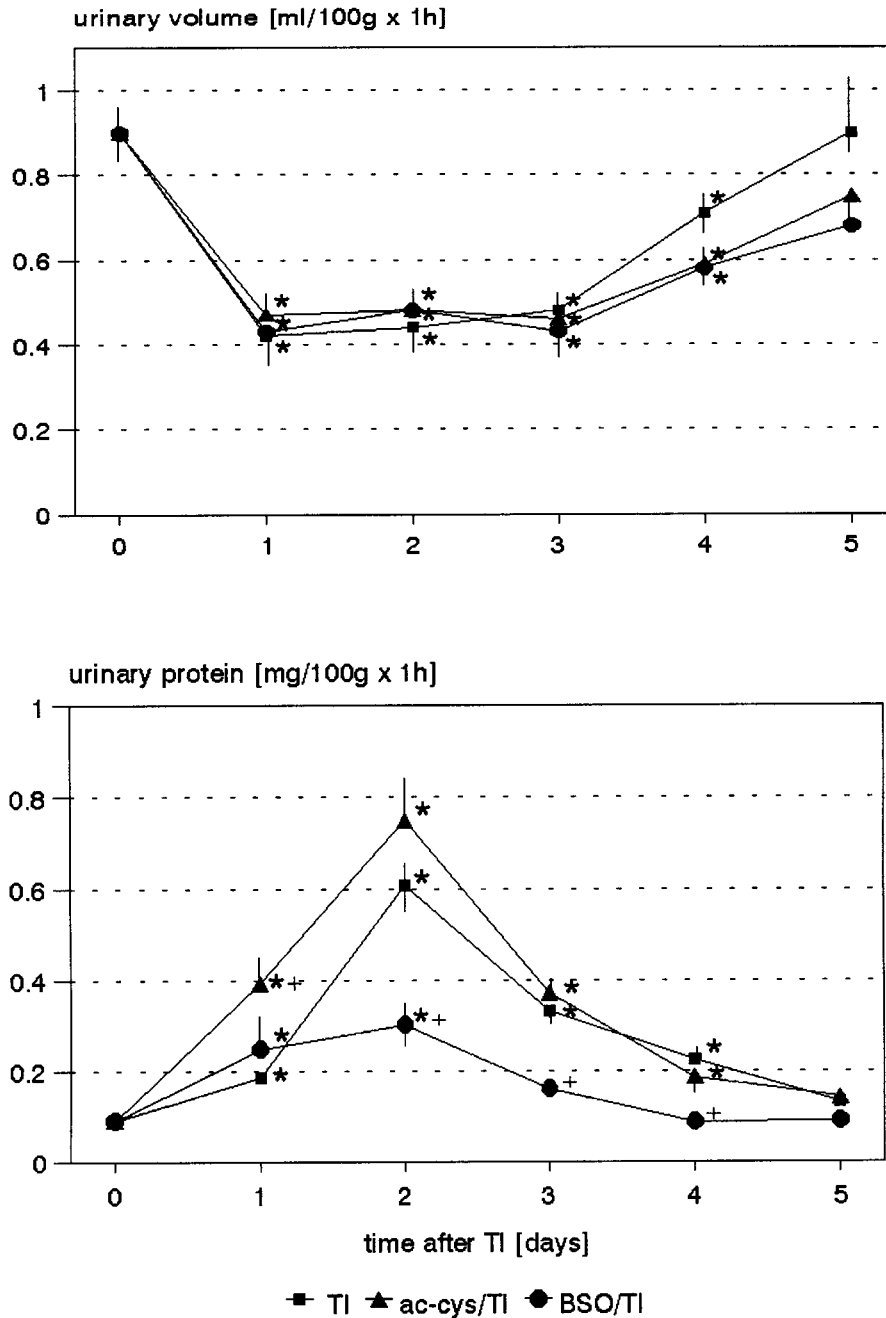 urinary volume [ml/100g x 1h]
1
0.8
0.6
0.4
0.2
0
0 1 2 3 4 5
* * * *
* * * *
* * * *
urinary protein [mg/100g x 1h]
1
0.8
0.6
0.4
0.2
0
0 1 2 3 4 5
*
*
*+ * *
* *+ * *
* + * +
time after Tl [days]
Tl ac-cys/Tl BSO/Tl